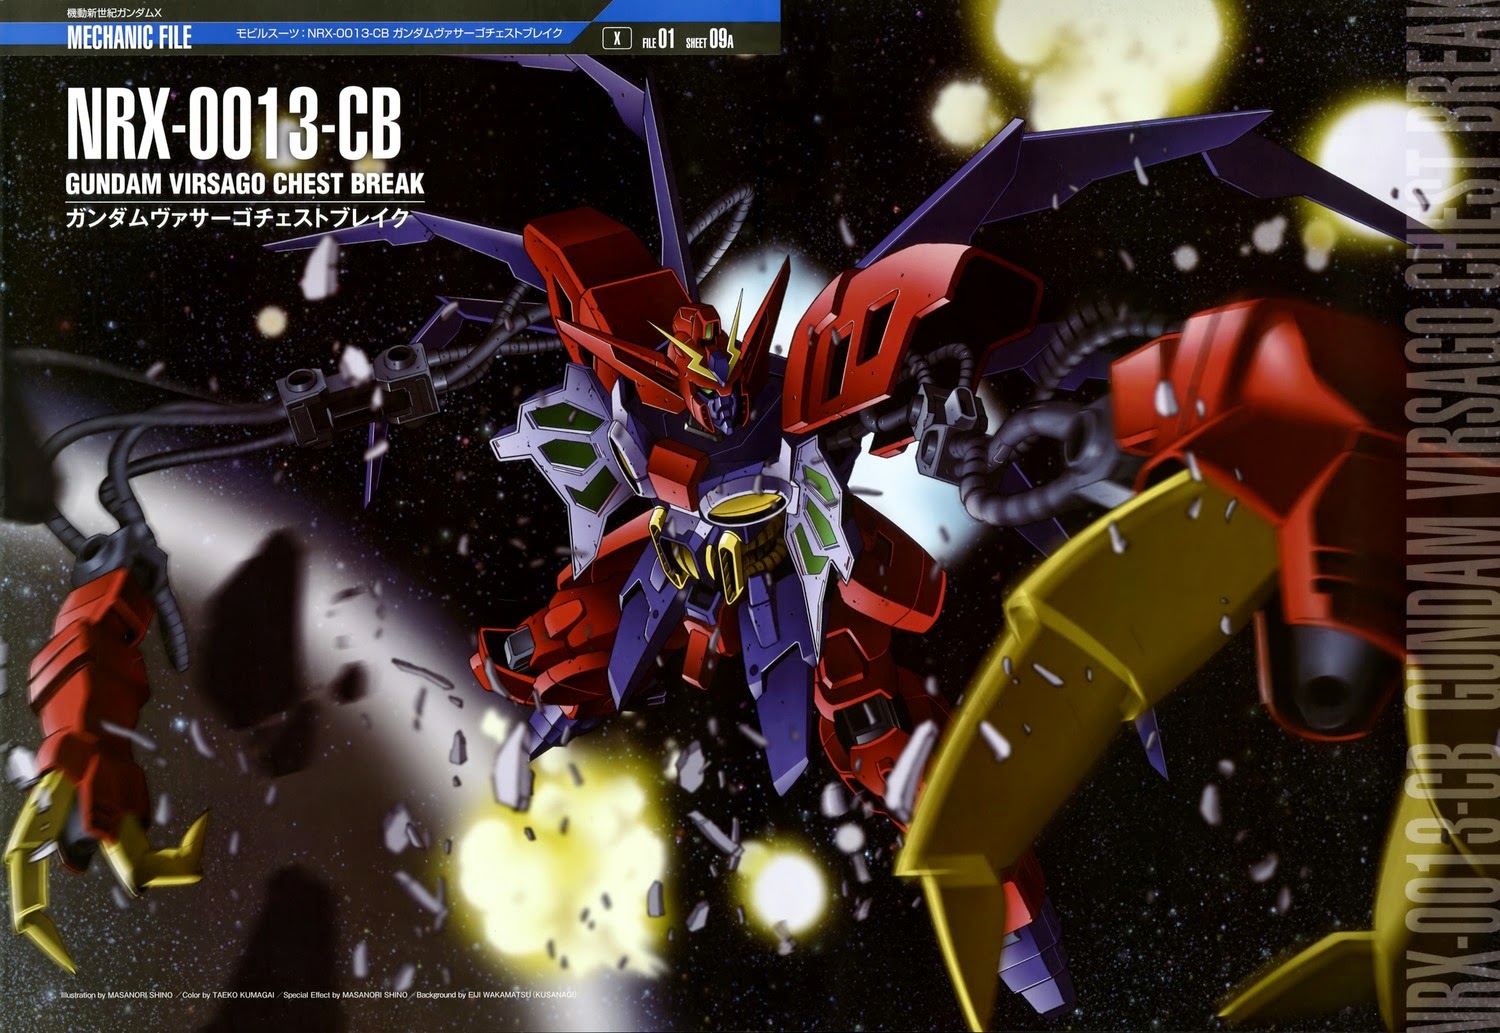 機動新世紀ガンダムX
MECHANIC FILE
モビルスーツ：NRX-0013-CB ガンダムヴァサーゴチェストブレイク
X FILE 01 SHEET 09A
NRX-0013-CB
GUNDAM VIRSAGO CHEST BREAK
ガンダムヴァサーゴチェストブレイク
NRX-0013-CB GUNDAM VIRSAGO CHEST BREAK
Illustration by MASANORI SHINO ／Color by TAEKO KUMAGAI ／Special Effect by MASANORI SHINO ／Background by EIJI WAKAMATSU (KUSANAGI)